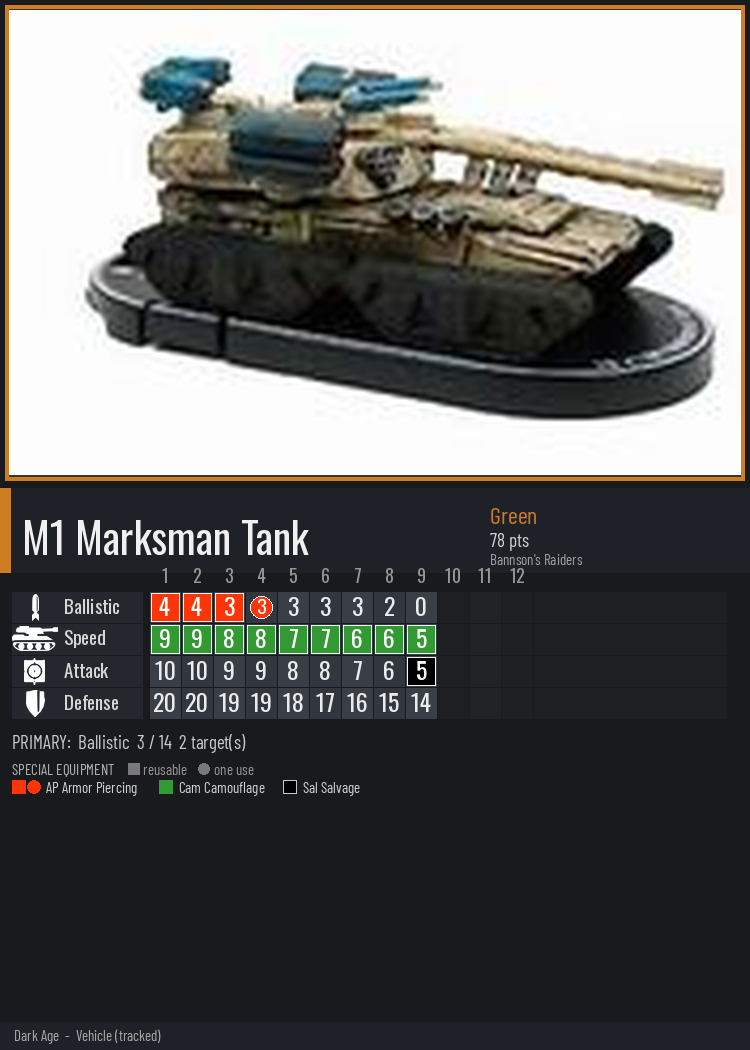 M1 Marksman Tank
Green
78 pts
Bannson's Raiders
1 2 3 4 5 6 7 8 9 10 11 12
Ballistic 4 4 3 3 3 3 3 2 0
Speed 9 9 8 8 7 7 6 6 5
Attack 10 10 9 9 8 8 7 6 5
Defense 20 20 19 19 18 17 16 15 14
PRIMARY: Ballistic 3 / 14 2 target(s)
SPECIAL EQUIPMENT reusable one use
AP Armor Piercing Cam Camouflage Sal Salvage
Dark Age - Vehicle (tracked)